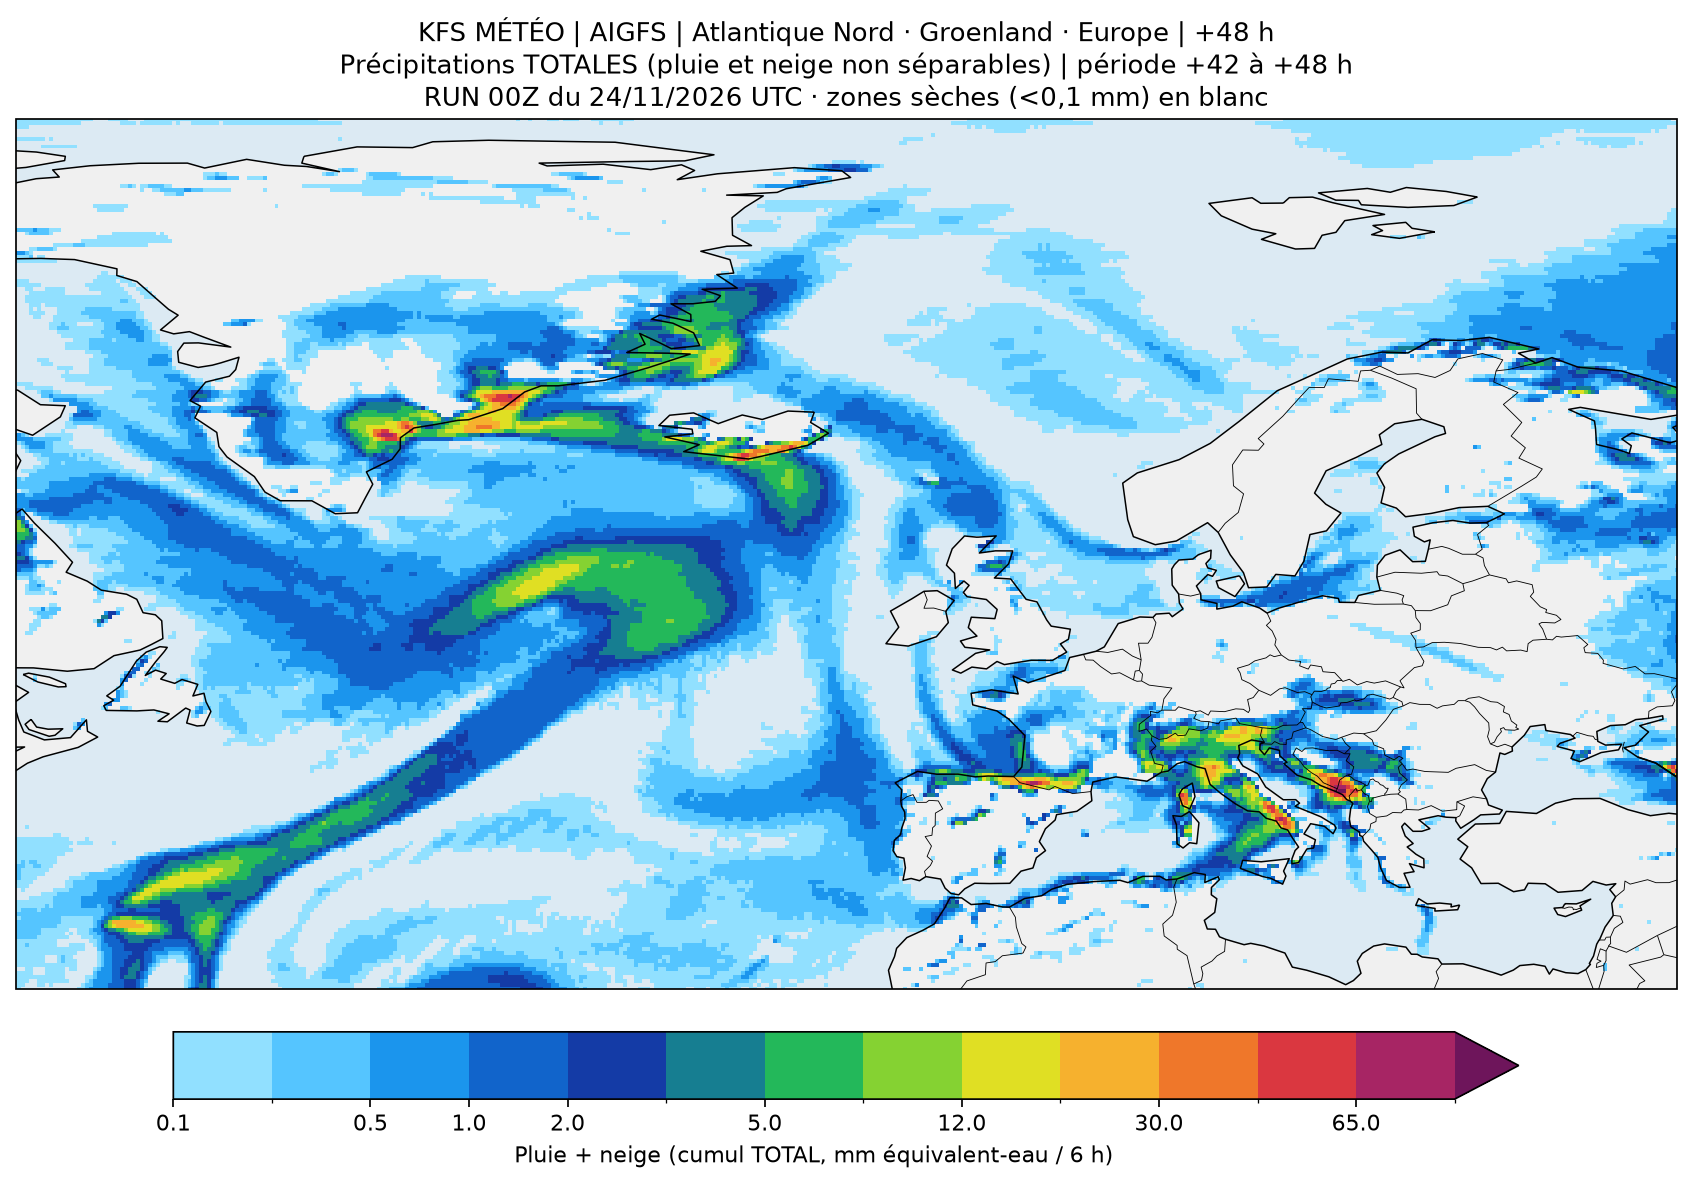 KFS MÉTÉO | AIGFS | Atlantique Nord · Groenland · Europe | +48 h
Précipitations TOTALES (pluie et neige non séparables) | période +42 à +48 h
RUN 00Z du 24/11/2026 UTC · zones sèches (<0,1 mm) en blanc
0.1 0.5 1.0 2.0 5.0 12.0 30.0 65.0
Pluie + neige (cumul TOTAL, mm équivalent-eau / 6 h)